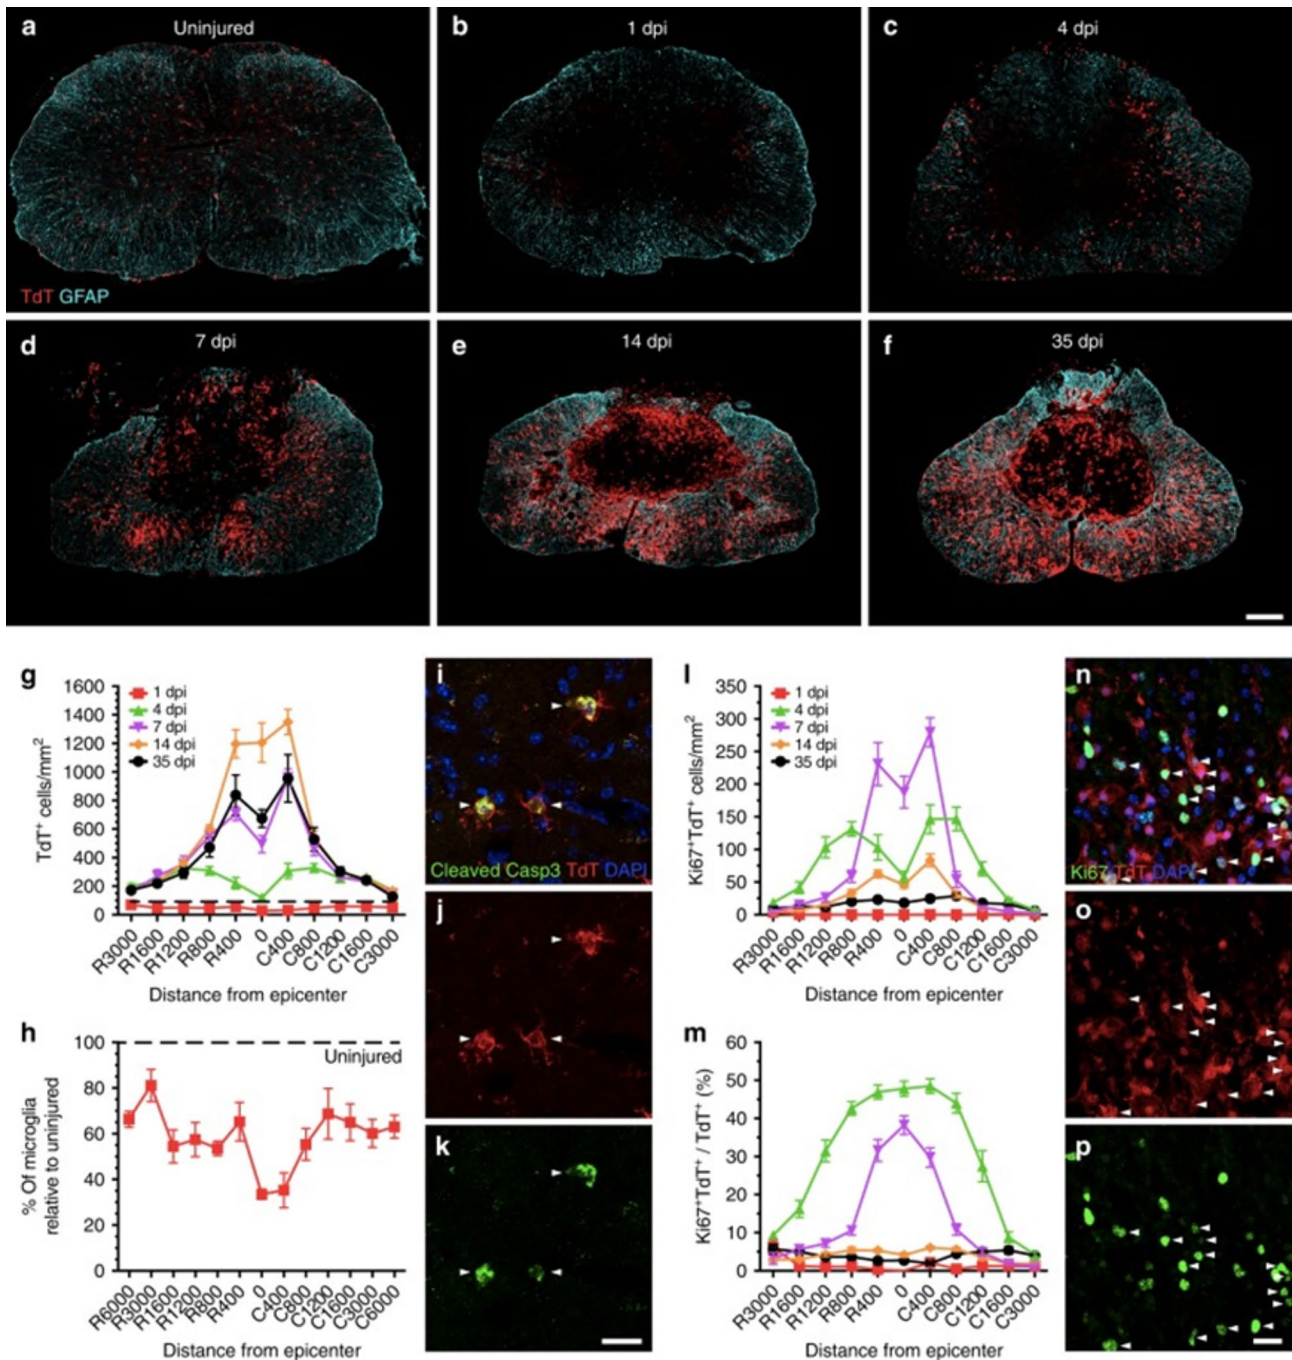 a Uninjured
b 1 dpi
c 4 dpi
TdT GFAP
d 7 dpi
e 14 dpi
f 35 dpi
g
1600
1400
1200
1000
800
600
400
200
0
TdT⁺ cells/mm²
1 dpi
4 dpi
7 dpi
14 dpi
35 dpi
R3000 R1600 R1200 R800 R400 0 C400 C800 C1200 C1600 C3000
Distance from epicenter
h
100
80
60
40
20
0
% Of microglia
relative to uninjured
Uninjured
R6000 R3000 R1600 R1200 R800 R400 0 C400 C800 C1200 C1600 C3000 C6000
Distance from epicenter
i
Cleaved Casp3 TdT DAPI
j
k
l
350
300
250
200
150
100
50
0
Ki67⁺TdT⁺ cells/mm²
1 dpi
4 dpi
7 dpi
14 dpi
35 dpi
R3000 R1600 R1200 R800 R400 0 C400 C800 C1200 C1600 C3000
Distance from epicenter
m
60
50
40
30
20
10
0
Ki67⁺TdT⁺ / TdT⁺ (%)
R3000 R1600 R1200 R800 R400 0 C400 C800 C1200 C1600 C3000
Distance from epicenter
n
Ki67 TdT DAPI
o
p